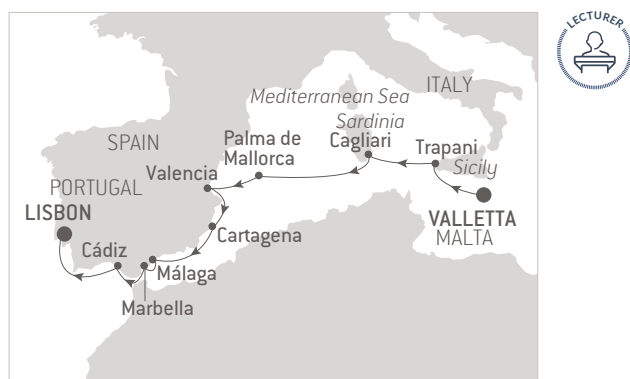 LECTURER
ITALY
Mediterranean Sea
Sardinia
SPAIN
Palma de
Mallorca
Cagliari
Trapani
Sicily
Valencia
PORTUGAL
LISBON
VALLETTA
MALTA
Cartagena
Cádiz
Málaga
Marbella